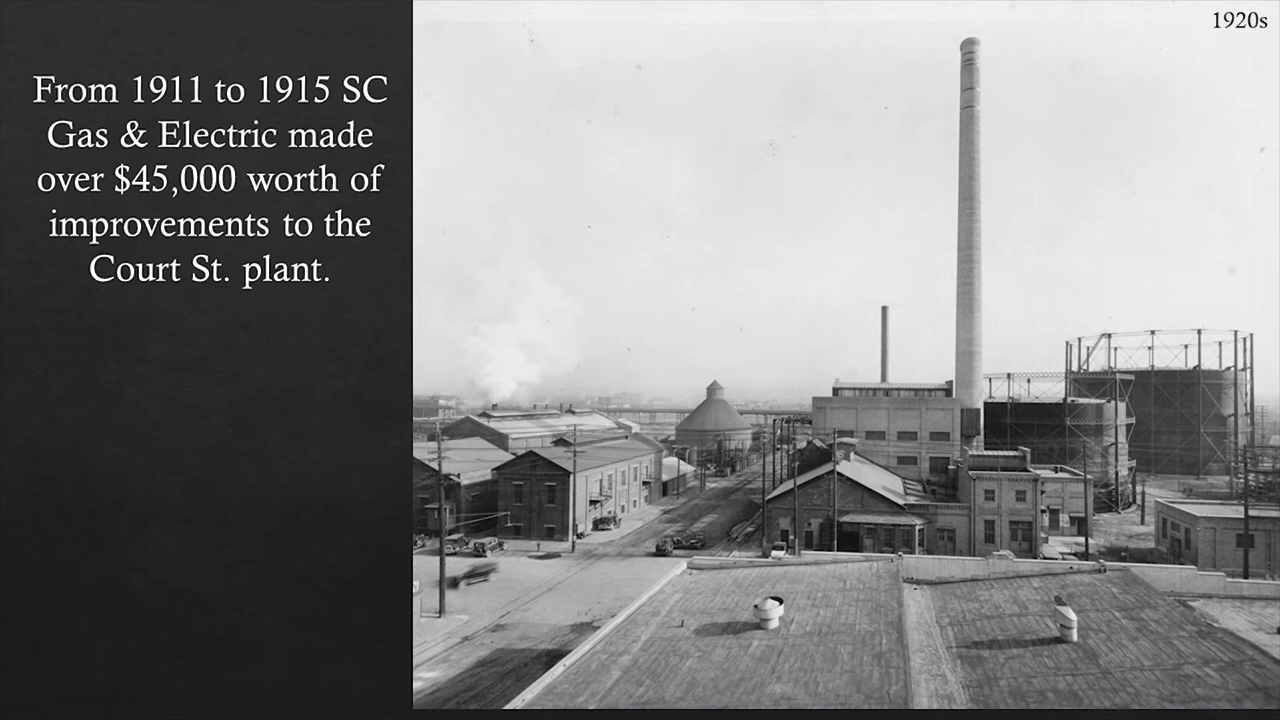 From 1911 to 1915 SC
Gas & Electric made
over $45,000 worth of
improvements to the
Court St. plant.
1920s